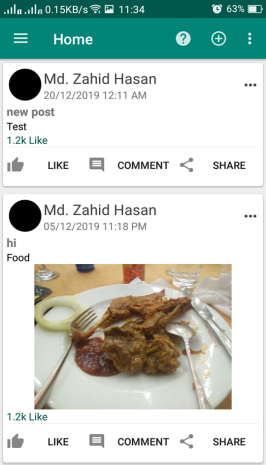 0.15KB/s 11:34 63%
Home
Md. Zahid Hasan
20/12/2019 12:11 AM
new post
Test
1.2k Like
LIKE COMMENT SHARE
Md. Zahid Hasan
05/12/2019 11:18 PM
hi
Food
1.2k Like
LIKE COMMENT SHARE